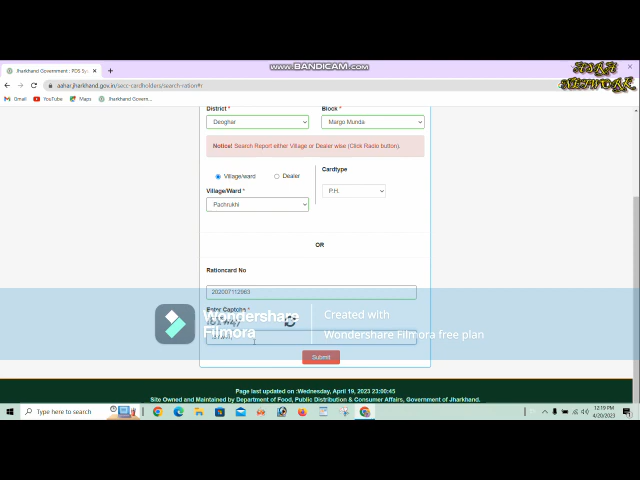 www.BANDICAM.com
ASRA
NETWORK
Jharkhand Government : PDS Sy
aahar.jharkhand.gov.in/secc-cardholders/search-ration#!
Gmail YouTube Maps Jharkhand Govern...
District * Block *
Deoghar Margo Munda
Notice! Search Report either Village or Dealer wise (Click Radio button).
Village/ward Dealer Cardtype
Village/Ward * P.H.
Pachrukhi
OR
Rationcard No
202007112963
Enter Captcha *
Wondershare
Filmora
Created with
Wondershare Filmora free plan
Submit
Page last updated on :Wednesday, April 19, 2023 23:00:45
Site Owned and Maintained by Department of Food, Public Distribution & Consumer Affairs, Government of Jharkhand.
Type here to search
12:19 PM
4/20/2023